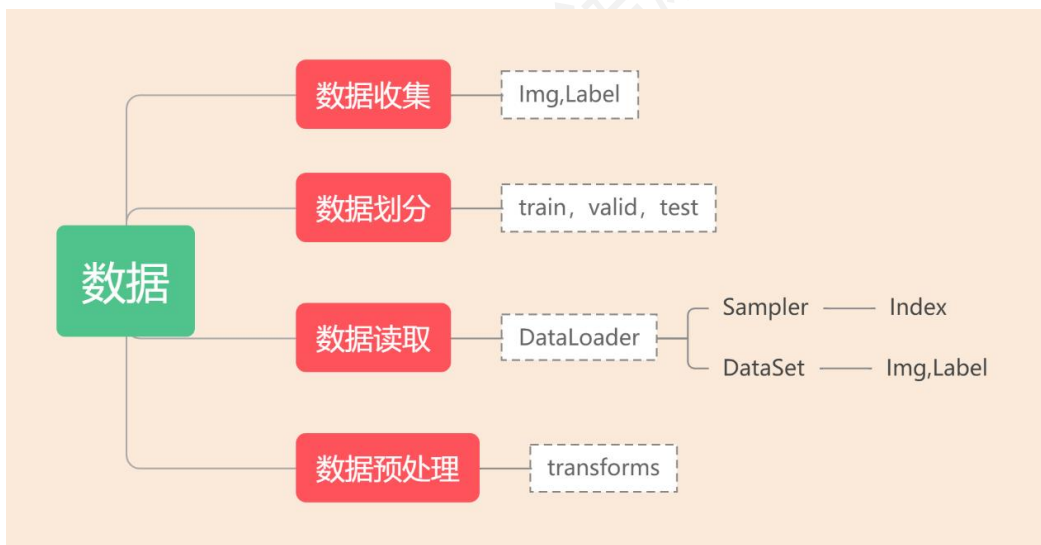 数据
数据收集
Img,Label
数据划分
train，valid，test
数据读取
DataLoader
Sampler
Index
DataSet
Img,Label
数据预处理
transforms